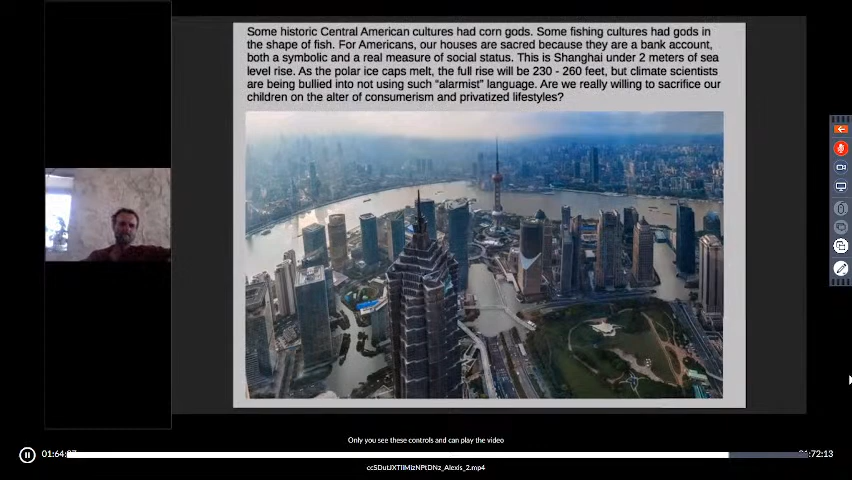 Some historic Central American cultures had corn gods. Some fishing cultures had gods in
the shape of fish. For Americans, our houses are sacred because they are a bank account,
both a symbolic and a real measure of social status. This is Shanghai under 2 meters of sea
level rise. As the polar ice caps melt, the full rise will be 230 - 260 feet, but climate scientists
are being bullied into not using such “alarmist” language. Are we really willing to sacrifice our
children on the alter of consumerism and privatized lifestyles?
Only you see these controls and can play the video
01:64:
:72:13